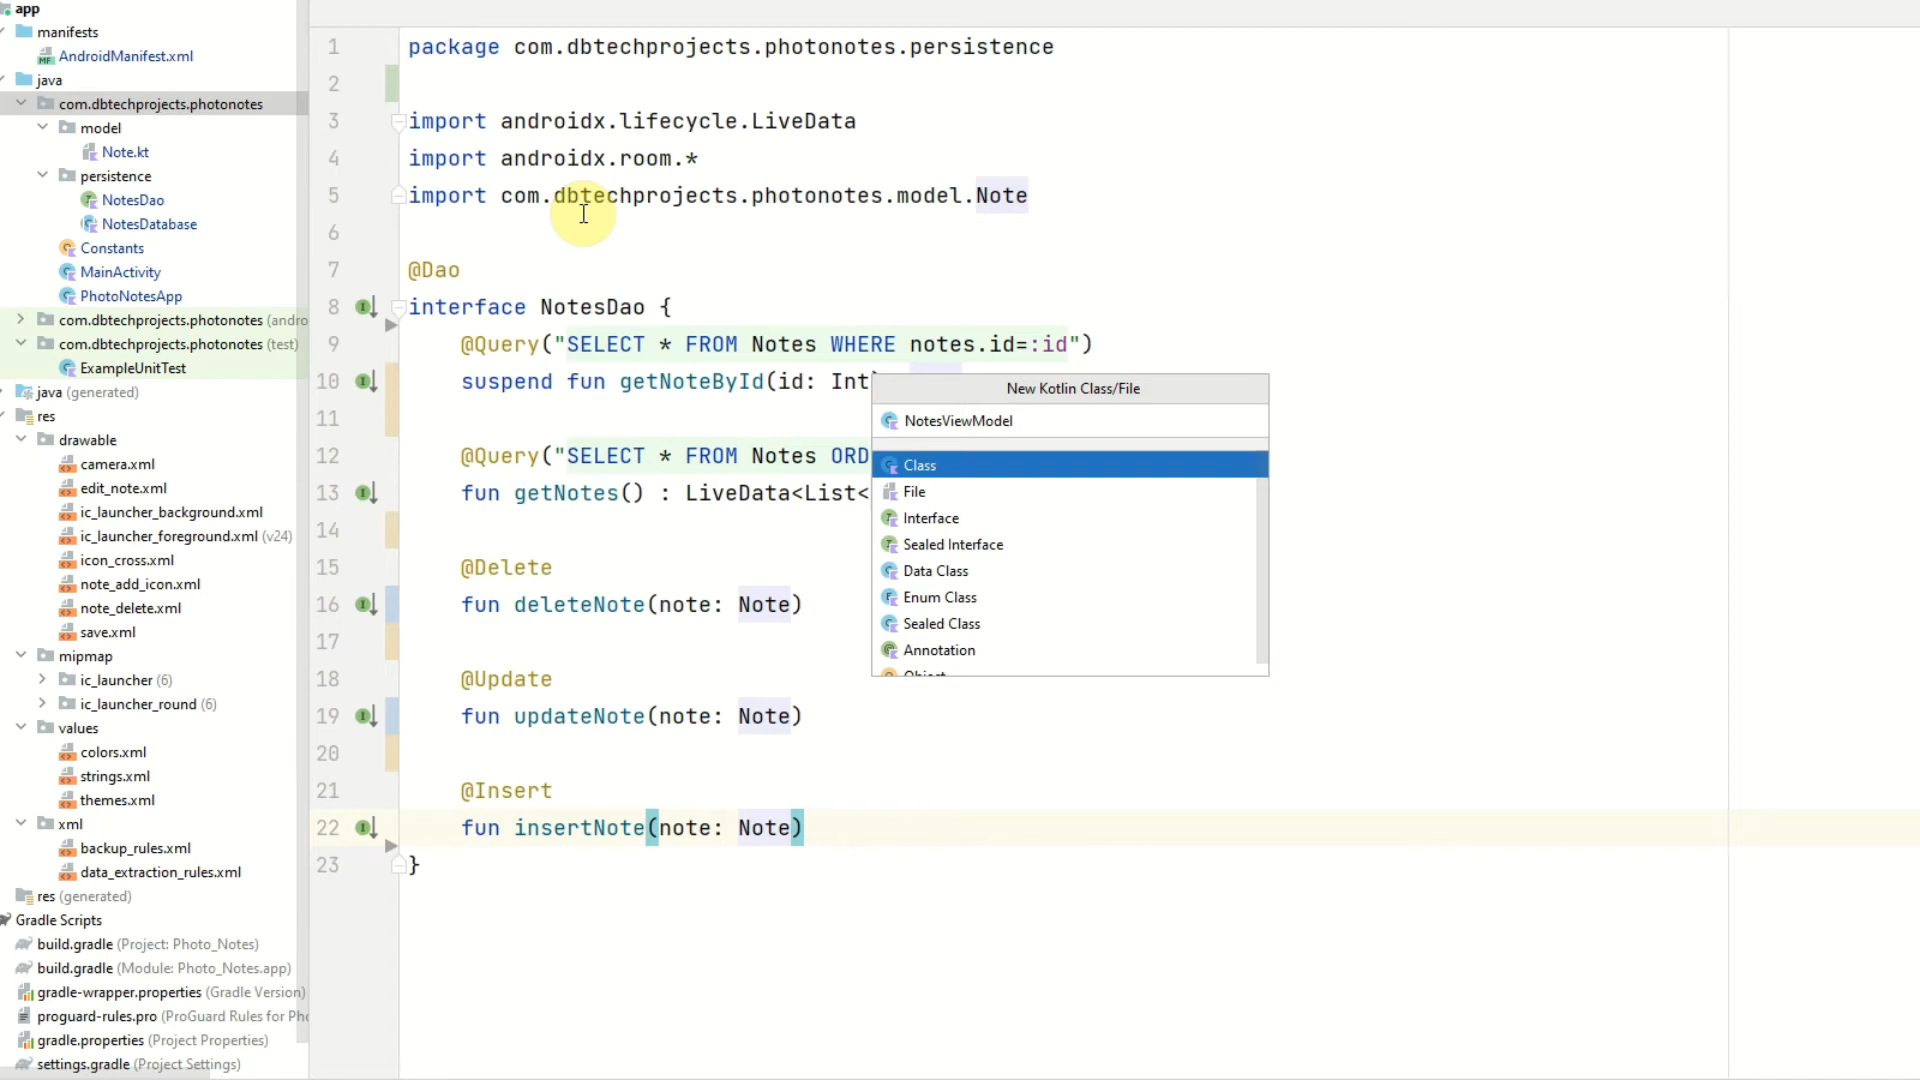 app
manifests
AndroidManifest.xml
java
com.dbtechprojects.photonotes
model
Note.kt
persistence
NotesDao
NotesDatabase
Constants
MainActivity
PhotoNotesApp
com.dbtechprojects.photonotes (andro
com.dbtechprojects.photonotes (test)
ExampleUnitTest
java (generated)
res
drawable
camera.xml
edit_note.xml
ic_launcher_background.xml
ic_launcher_foreground.xml (v24)
icon_cross.xml
note_add_icon.xml
note_delete.xml
save.xml
mipmap
ic_launcher (6)
ic_launcher_round (6)
values
colors.xml
strings.xml
themes.xml
xml
backup_rules.xml
data_extraction_rules.xml
res (generated)
Gradle Scripts
build.gradle (Project: Photo_Notes)
build.gradle (Module: Photo_Notes.app)
gradle-wrapper.properties (Gradle Version)
proguard-rules.pro (ProGuard Rules for Pho
gradle.properties (Project Properties)
settings.gradle (Project Settings)
1 package com.dbtechprojects.photonotes.persistence
2
3 import androidx.lifecycle.LiveData
4 import androidx.room.*
5 import com.dbtechprojects.photonotes.model.Note
6
7 @Dao
8 interface NotesDao {
9 @Query("SELECT * FROM Notes WHERE notes.id=:id")
10 suspend fun getNoteById(id: Int)
11
12 @Query("SELECT * FROM Notes ORD
13 fun getNotes() : LiveData<List<
14
15 @Delete
16 fun deleteNote(note: Note)
17
18 @Update
19 fun updateNote(note: Note)
20
21 @Insert
22 fun insertNote(note: Note)
23 }
New Kotlin Class/File
NotesViewModel
Class
File
Interface
Sealed Interface
Data Class
Enum Class
Sealed Class
Annotation
Object